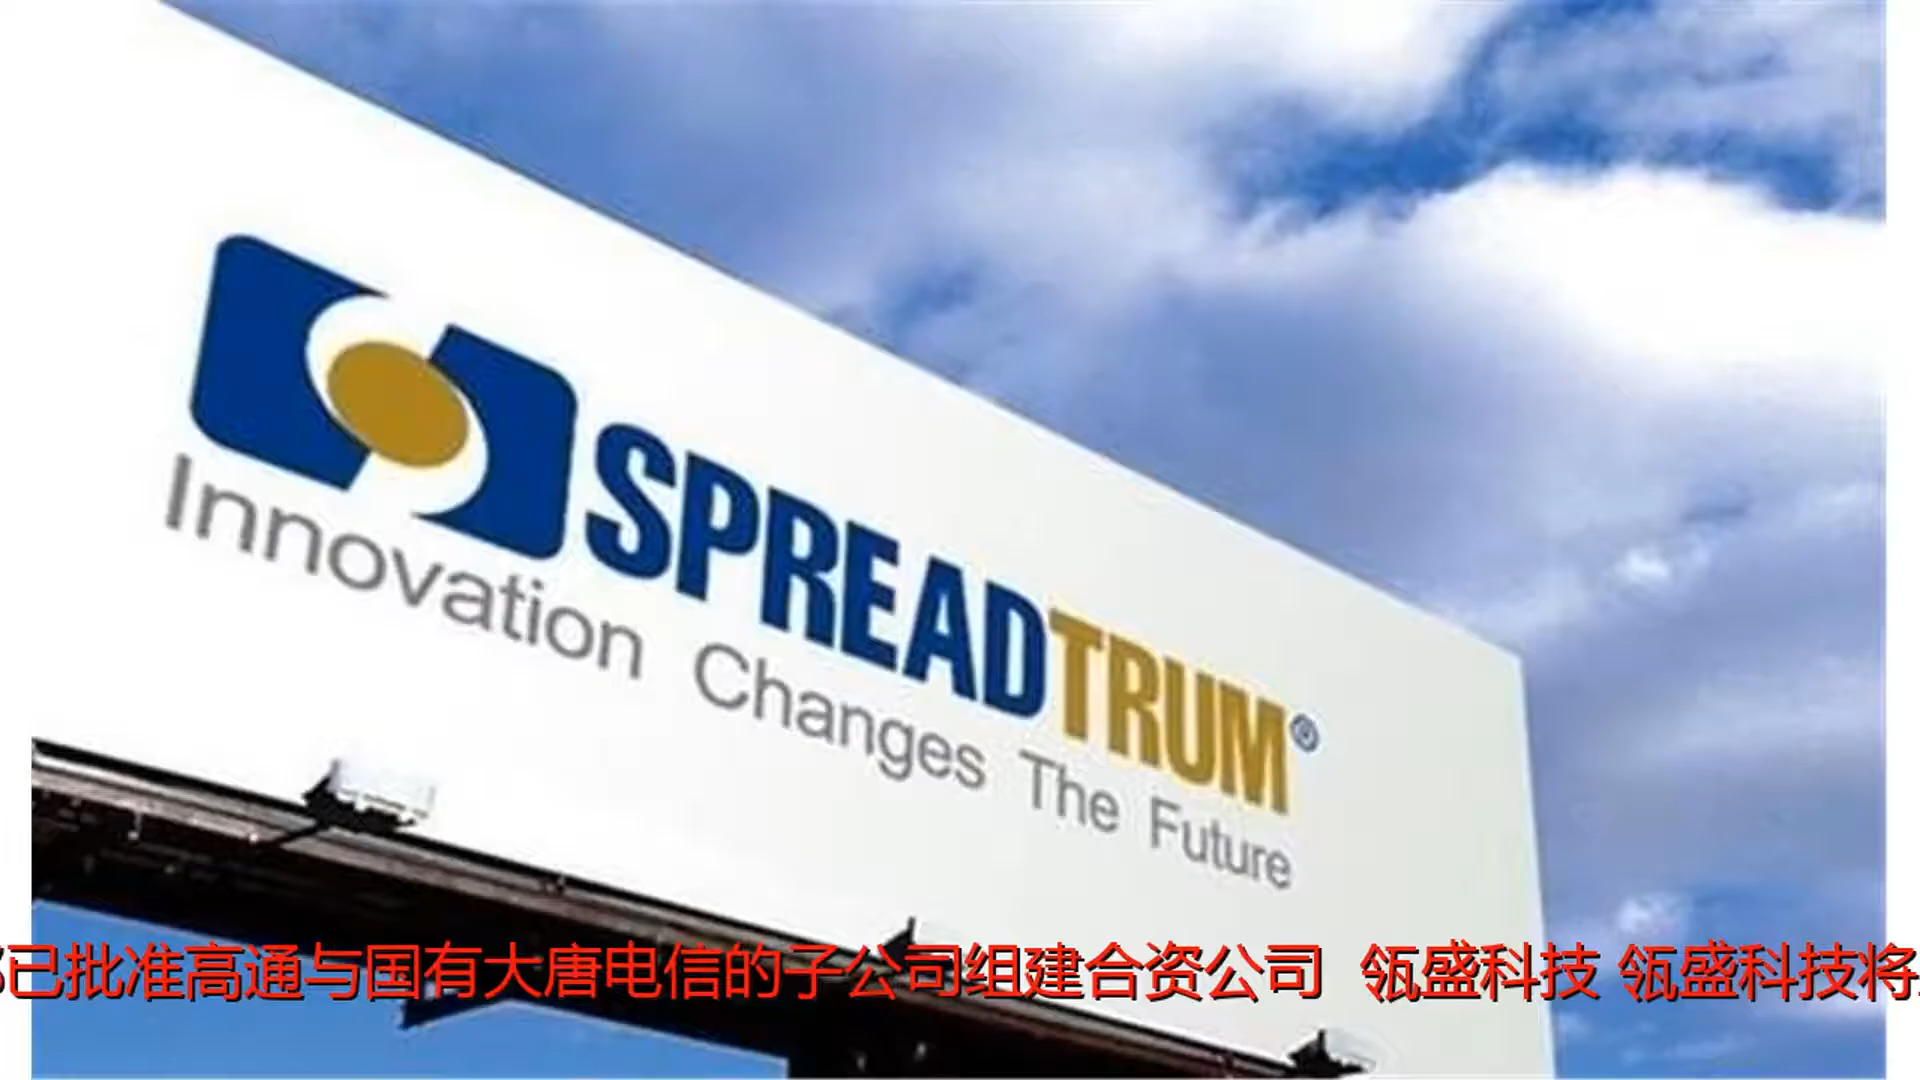 SPREADTRUM®
Innovation Changes The Future
已批准高通与国有大唐电信的子公司组建合资公司 瓴盛科技 瓴盛科技将